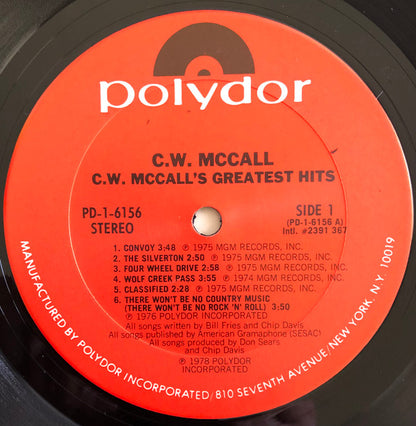 polydor
C.W. MCCALL
C.W. MCCALL'S GREATEST HITS
PD-1-6156
STEREO
SIDE 1
(PD-1-6156 A)
Intl. #2391 367
1. CONVOY 3:48 ℗ 1975 MGM RECORDS, INC.
2. THE SILVERTON 2:50 ℗ 1975 MGM RECORDS, INC.
3. FOUR WHEEL DRIVE 2:58 ℗ 1975 MGM RECORDS, INC.
4. WOLF CREEK PASS 3:55 ℗ 1974 MGM RECORDS, INC.
5. CLASSIFIED 2:28 ℗ 1975 MGM RECORDS, INC.
6. THERE WON'T BE NO COUNTRY MUSIC
(THERE WON'T BE NO ROCK 'N' ROLL) 3:50
℗ 1976 POLYDOR INCORPORATED
All songs written by Bill Fries and Chip Davis
All songs published by American Gramaphone (SESAC)
All songs produced by Don Sears
and Chip Davis
℗ 1978 POLYDOR
INCORPORATED
MANUFACTURED BY POLYDOR INCORPORATED/810 SEVENTH AVENUE/NEW YORK, N.Y. 10019